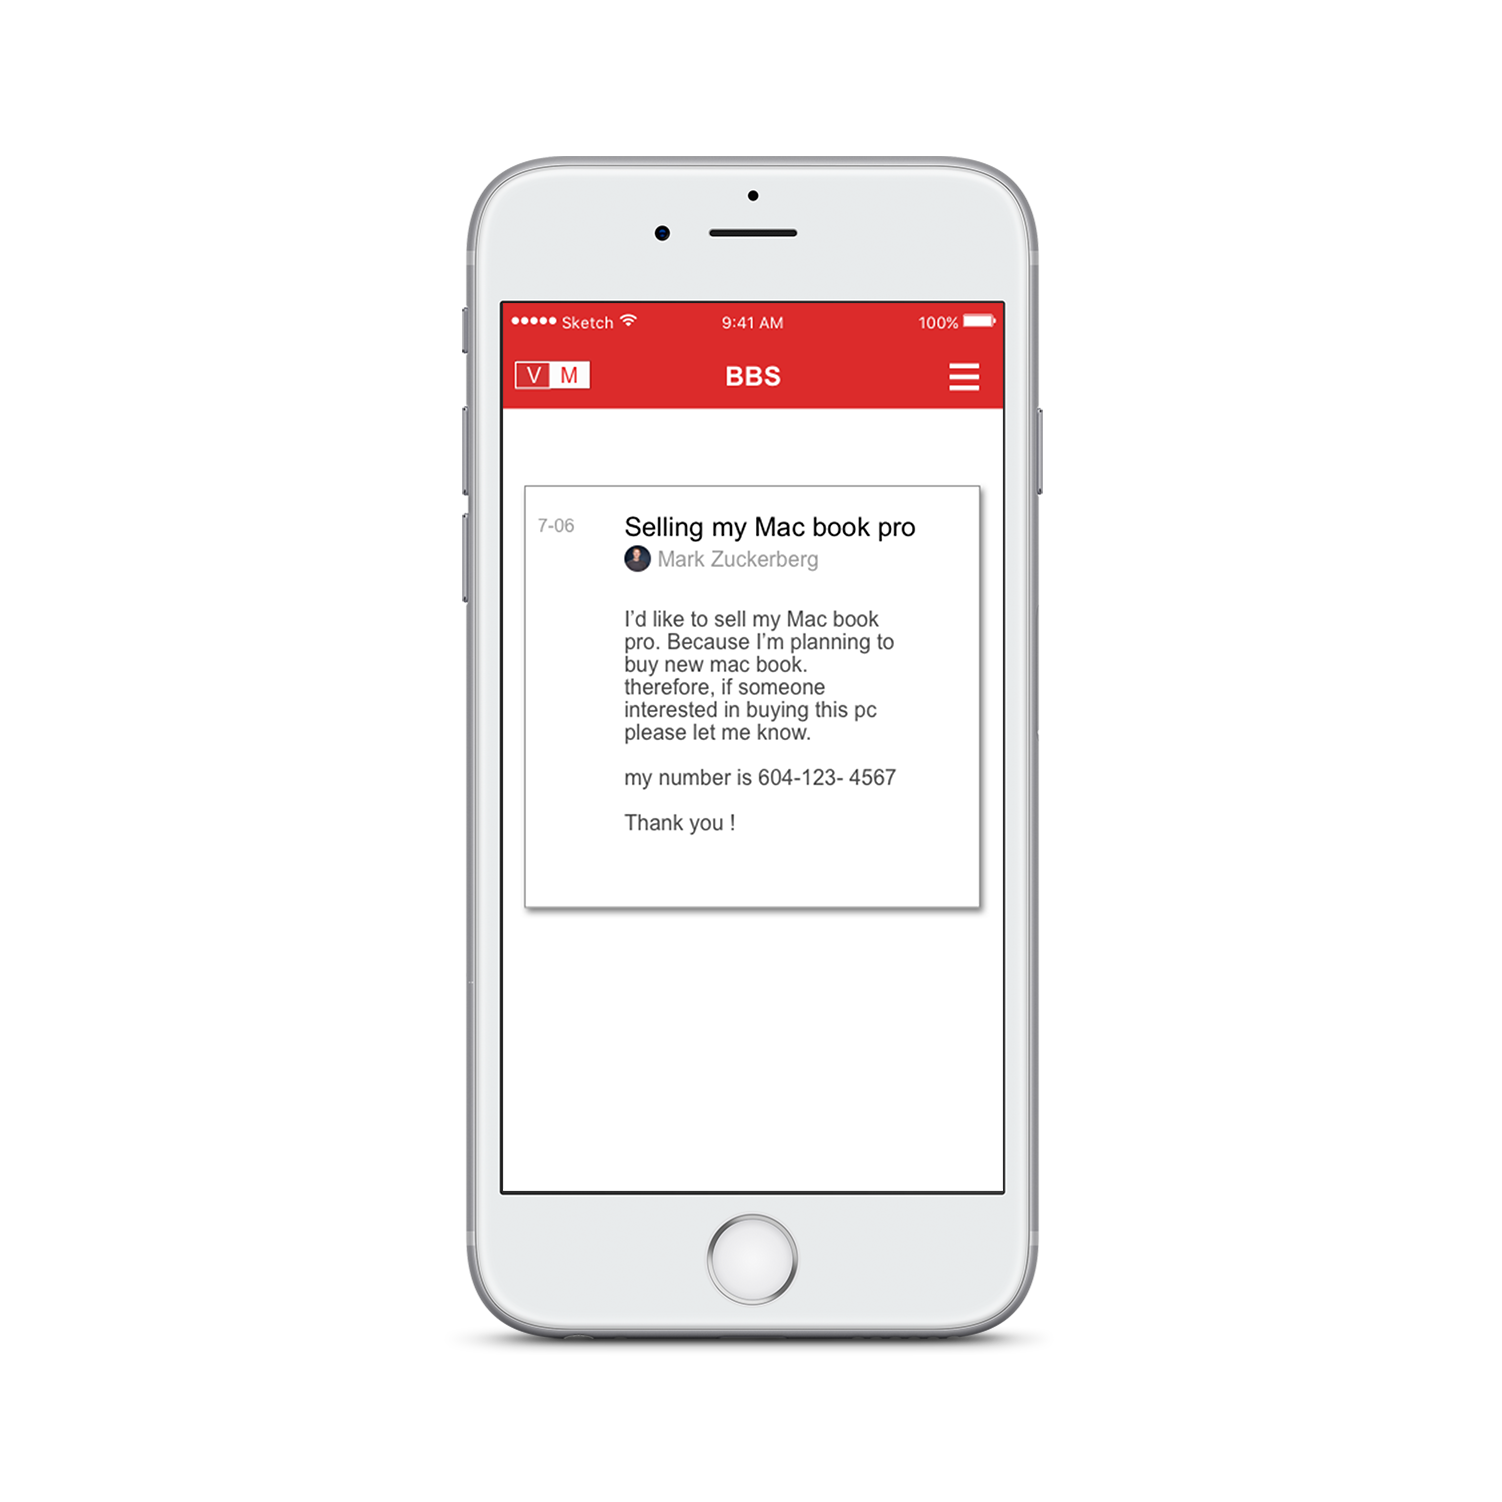 Sketch 9:41 AM 100%
V M BBS
7-06 Selling my Mac book pro
Mark Zuckerberg
I’d like to sell my Mac book
pro. Because I’m planning to
buy new mac book.
therefore, if someone
interested in buying this pc
please let me know.
my number is 604-123- 4567
Thank you !